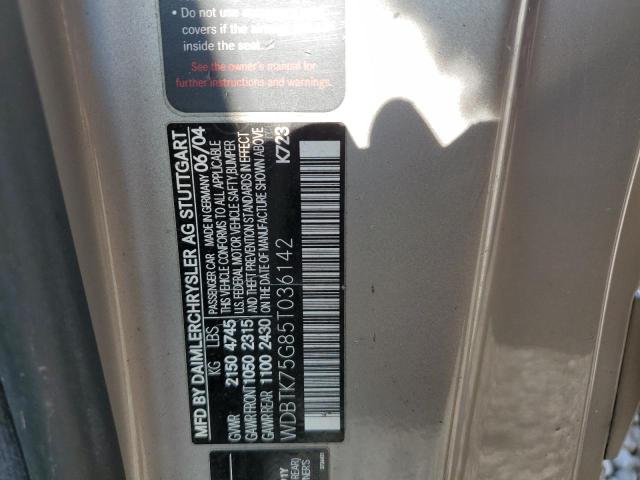 • Do not use
covers if the
inside the seat.
See the owner's manual for
further instructions and warnings.
MFD BY DAIMLERCHRYSLER AG STUTTGART
KG LBS PASSENGER CAR MADE IN GERMANY 06/04
GVWR 2150 4745 THIS VEHICLE CONFORMS TO ALL APPLICABLE
U.S. FEDERAL MOTOR VEHICLE SAFETY, BUMPER
GAWR FRONT 1050 2315 AND THEFT PREVENTION STANDARDS IN EFFECT
GAWR REAR 1100 2430 ON THE DATE OF MANUFACTURE SHOWN ABOVE
K723
WDBTK75G85T036142